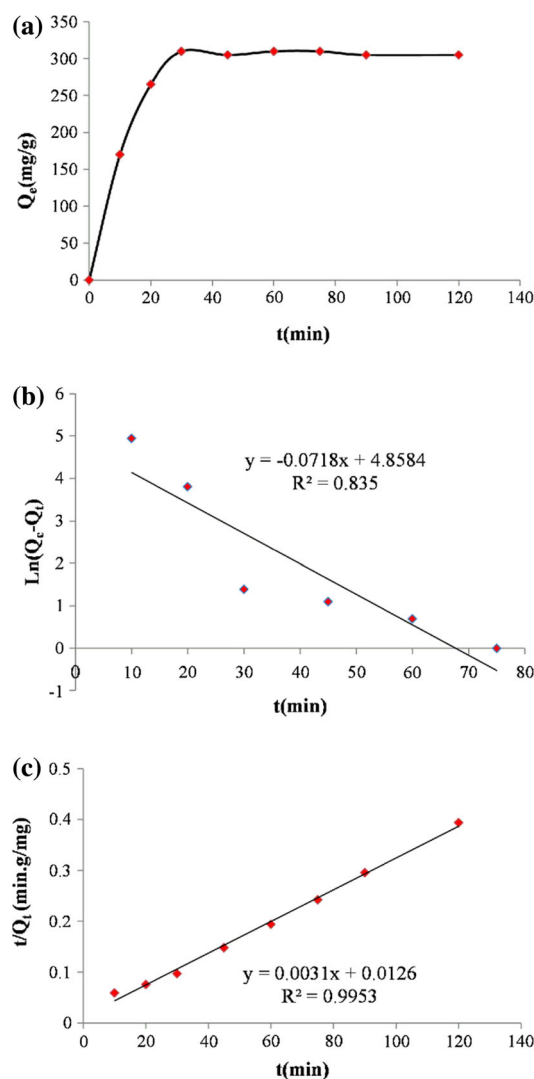 (a)
350
300
250
200
150
100
50
0
Qe(mg/g)
0 20 40 60 80 100 120 140
t(min)
(b)
6
5
4
3
2
1
0
-1
Ln(Qe-Qt)
y = -0.0718x + 4.8584
R² = 0.835
0 10 20 30 40 50 60 70 80
t(min)
(c)
0.5
0.4
0.3
0.2
0.1
0
t/Qt (min.g/mg)
y = 0.0031x + 0.0126
R² = 0.9953
0 20 40 60 80 100 120 140
t(min)